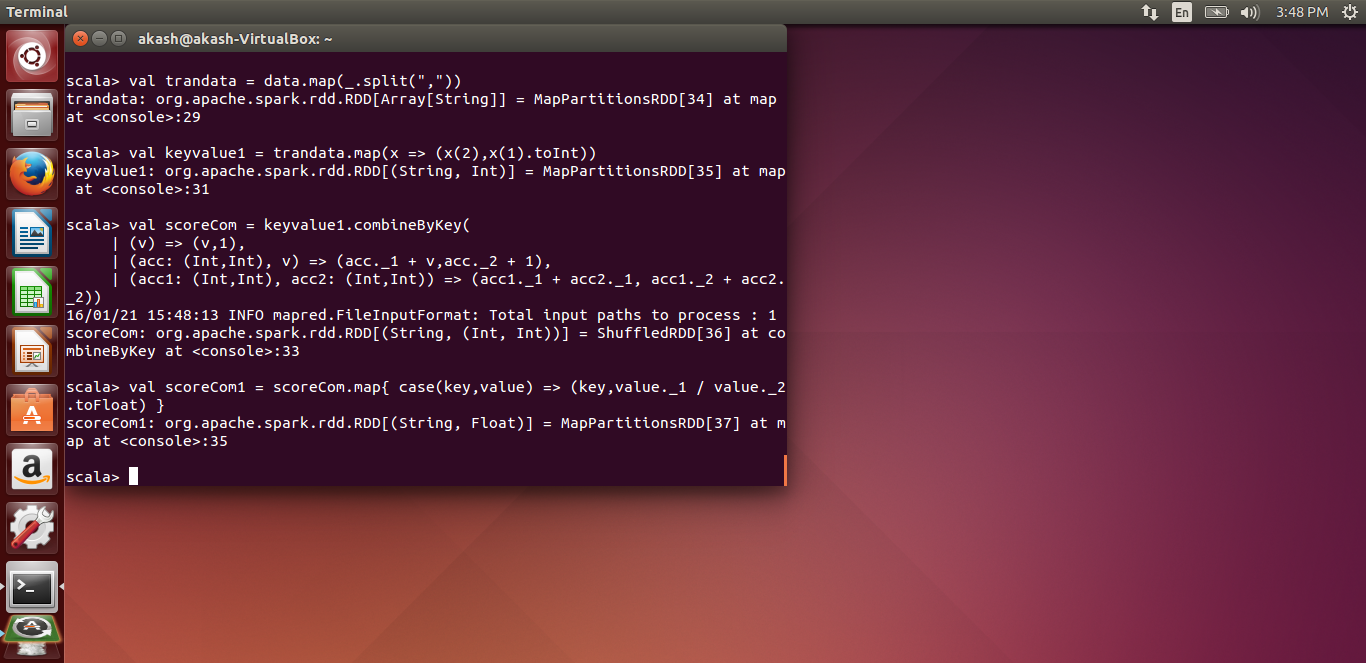 Terminal
En
3:48 PM
akash@akash-VirtualBox: ~
scala> val trandata = data.map(_.split(","))
trandata: org.apache.spark.rdd.RDD[Array[String]] = MapPartitionsRDD[34] at map
at <console>:29
scala> val keyvalue1 = trandata.map(x => (x(2),x(1).toInt))
keyvalue1: org.apache.spark.rdd.RDD[(String, Int)] = MapPartitionsRDD[35] at map
 at <console>:31
scala> val scoreCom = keyvalue1.combineByKey(
     | (v) => (v,1),
     | (acc: (Int,Int), v) => (acc._1 + v,acc._2 + 1),
     | (acc1: (Int,Int), acc2: (Int,Int)) => (acc1._1 + acc2._1, acc1._2 + acc2.
_2))
16/01/21 15:48:13 INFO mapred.FileInputFormat: Total input paths to process : 1
scoreCom: org.apache.spark.rdd.RDD[(String, (Int, Int))] = ShuffledRDD[36] at co
mbineByKey at <console>:33
scala> val scoreCom1 = scoreCom.map{ case(key,value) => (key,value._1 / value._2
.toFloat) }
scoreCom1: org.apache.spark.rdd.RDD[(String, Float)] = MapPartitionsRDD[37] at m
ap at <console>:35
scala>